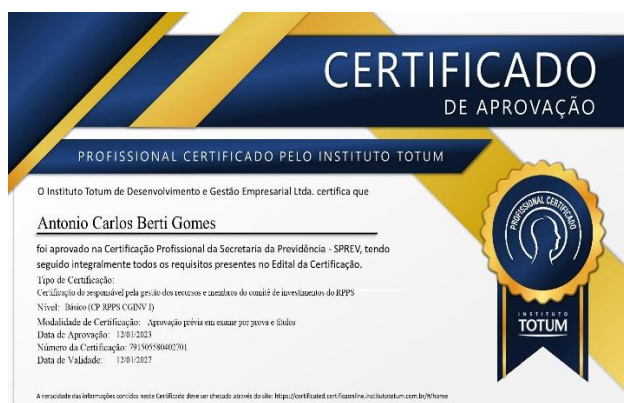 CERTIFICADO
DE APROVAÇÃO
PROFISSIONAL CERTIFICADO PELO INSTITUTO TOTUM
O Instituto Totum de Desenvolvimento e Gestão Empresarial Ltda. certifica que
Antonio Carlos Berti Gomes
foi aprovado na Certificação Profissional da Secretaria da Previdência - SPREV, tendo
seguido integralmente todos os requisitos presentes no Edital da Certificação.
Tipo de Certificação:
Certificação do responsável pela gestão dos recursos e membros do comitê de investimentos do RPPS
Nível: Básico (CP RPPS CGINV I)
Modalidade de Certificação: Aprovação prévia em exame por prova e títulos
Data de Aprovação: 12/01/2023
Número da Certificação: 791505580402701
Data de Validade: 12/01/2027
PROFISSIONAL CERTIFICADO
INSTITUTO
TOTUM
A veracidade das informações contidas neste Certificado deve ser checada através do site: https://certificated.certificaonline.institutototum.com.br/#/home